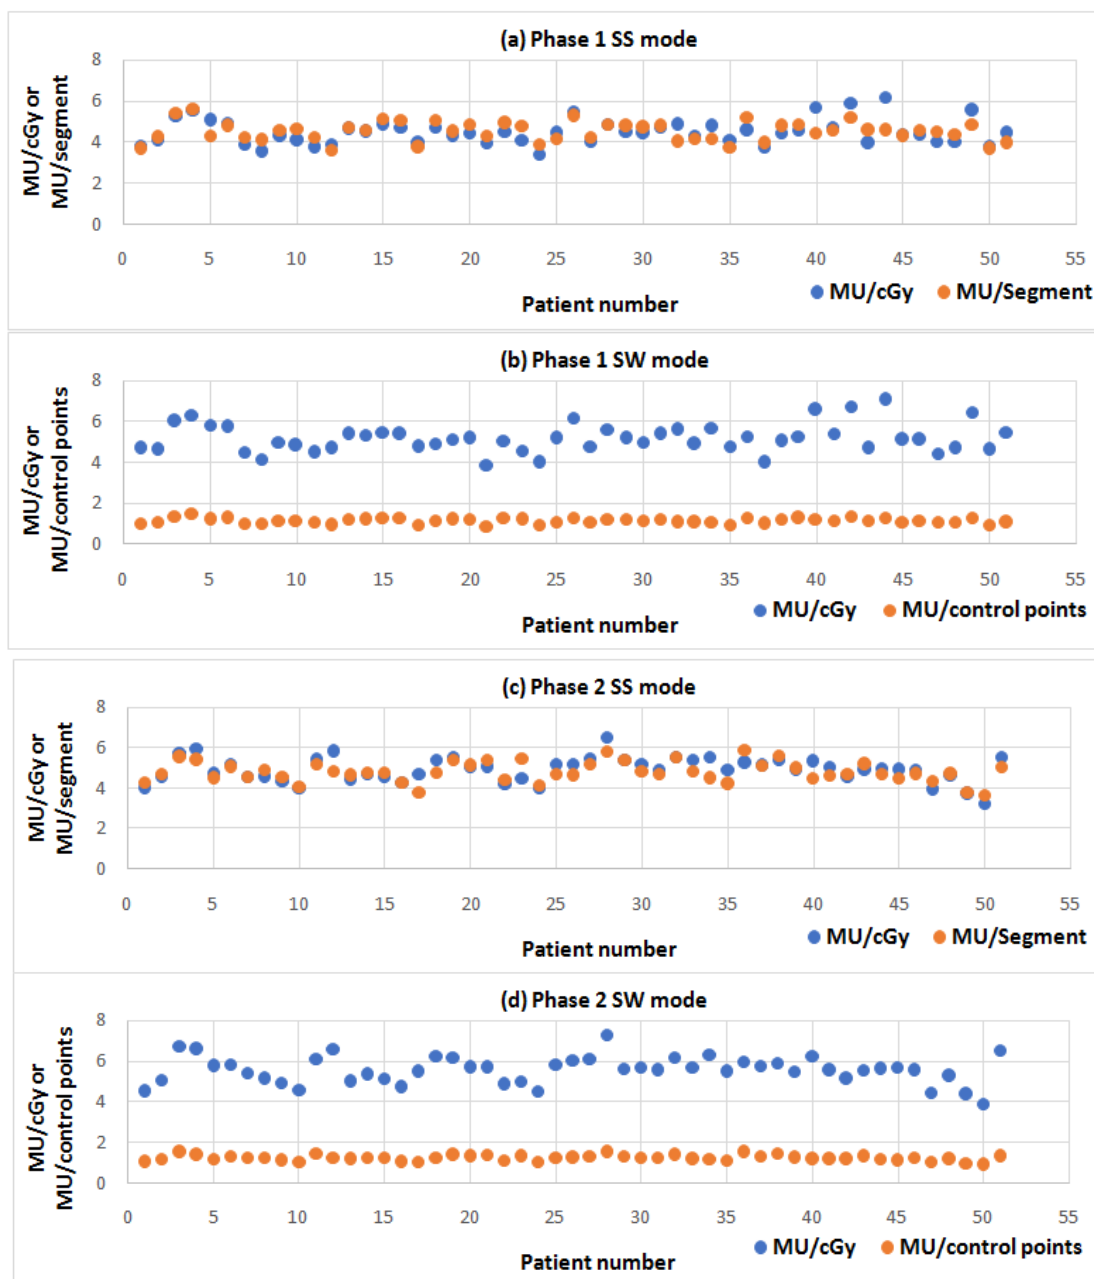 (a) Phase 1 SS mode
MU/cGy or
MU/segment
8
6
4
2
0
0 5 10 15 20 25 30 35 40 45 50 55
MU/cGy MU/Segment
Patient number
(b) Phase 1 SW mode
MU/cGy or
MU/control points
8
6
4
2
0
0 5 10 15 20 25 30 35 40 45 50 55
MU/cGy MU/control points
Patient number
(c) Phase 2 SS mode
MU/cGy or
MU/segment
8
6
4
2
0
0 5 10 15 20 25 30 35 40 45 50 55
MU/cGy MU/Segment
Patient number
(d) Phase 2 SW mode
MU/cGy or
MU/control points
8
6
4
2
0
0 5 10 15 20 25 30 35 40 45 50 55
MU/cGy MU/control points
Patient number